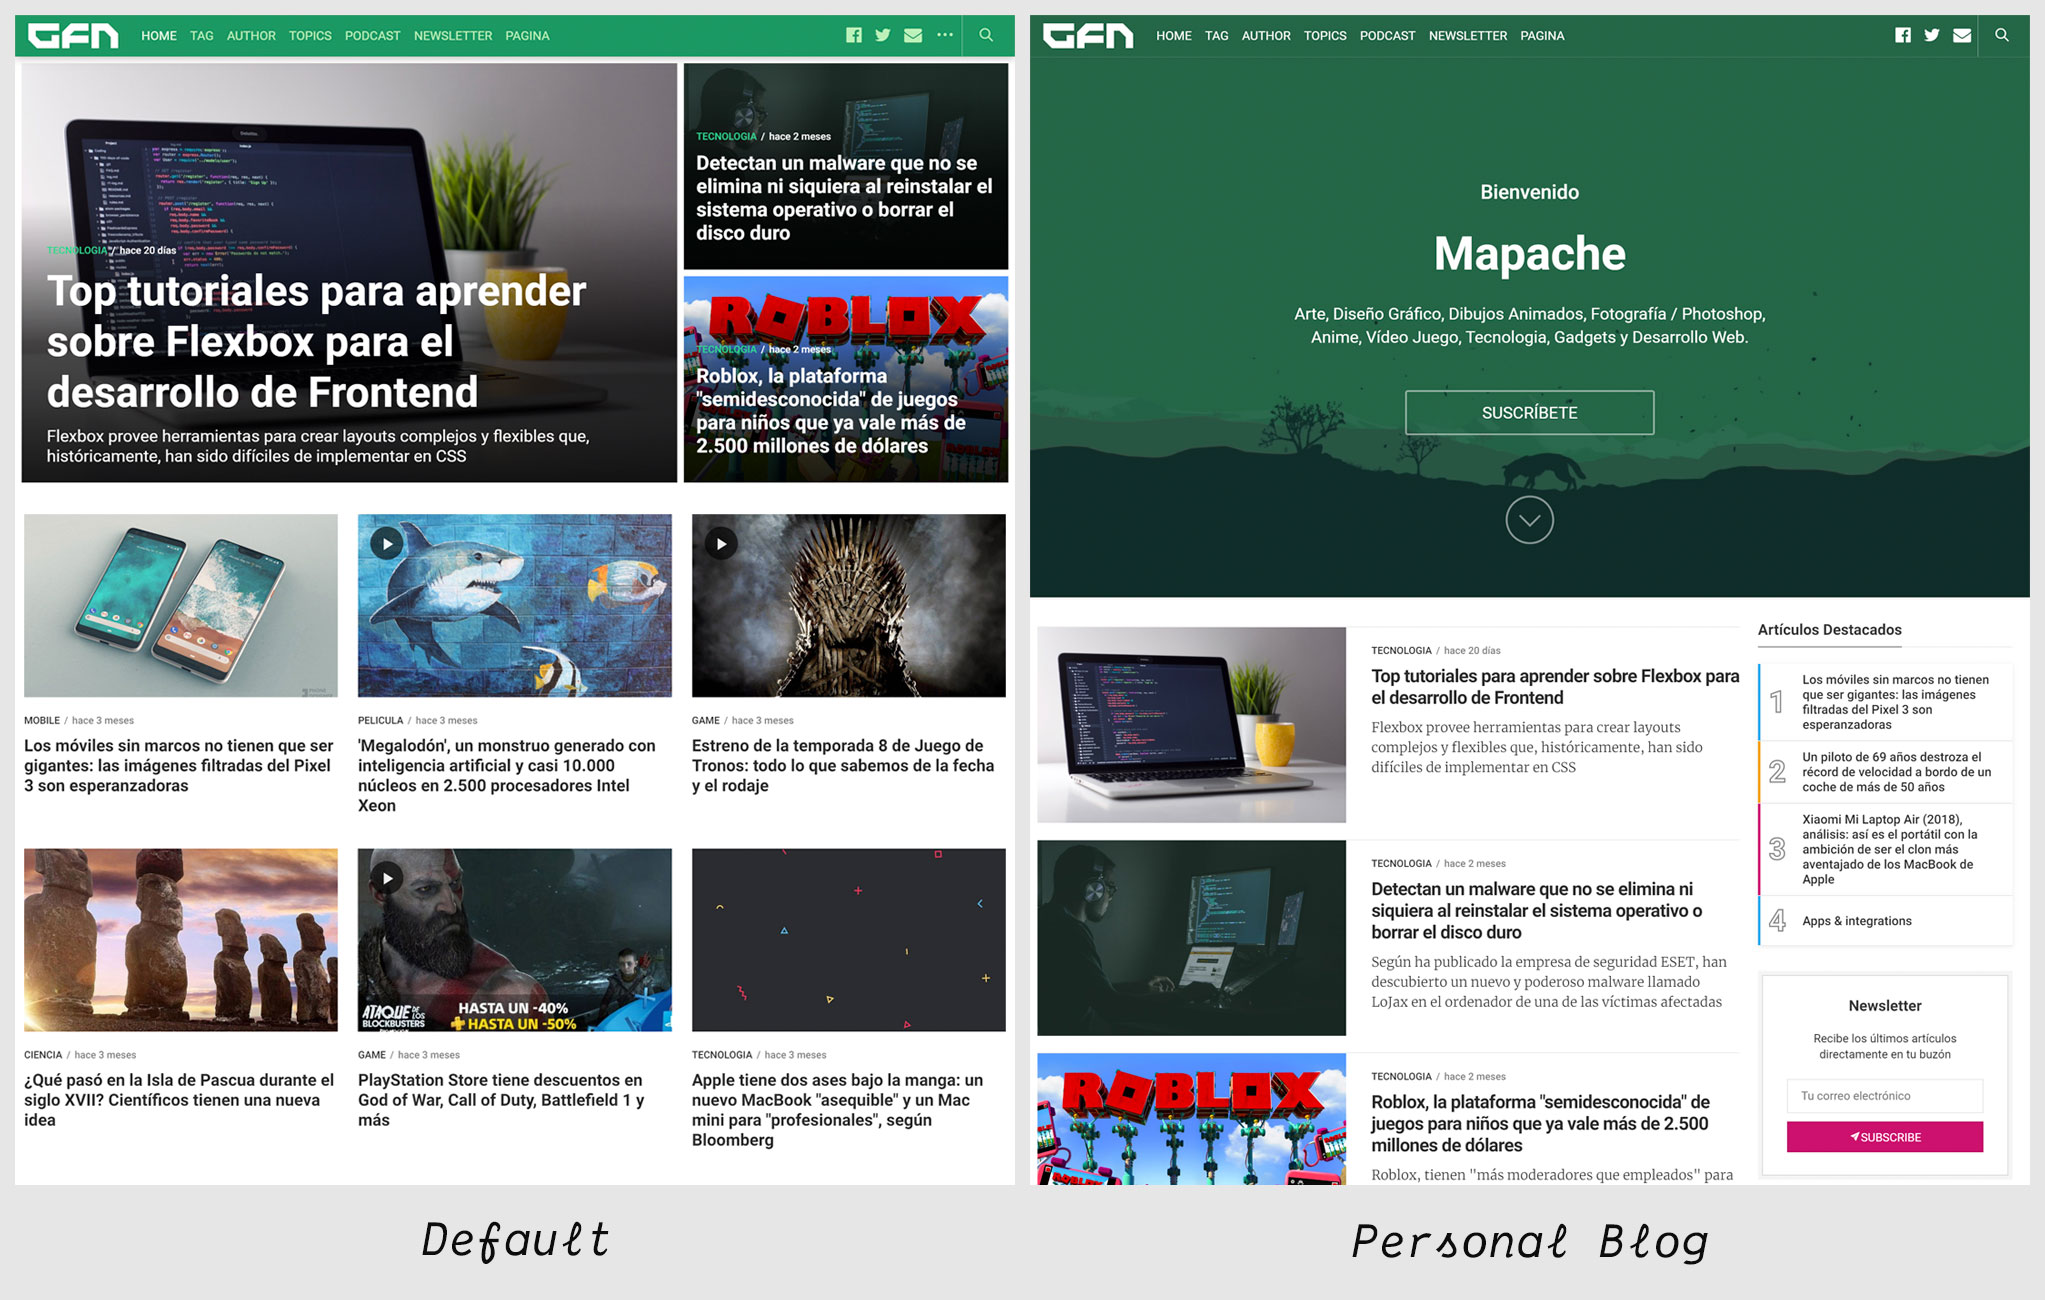 GFN HOME TAG AUTHOR TOPICS PODCAST NEWSLETTER PAGINA
TECNOLOGIA / hace 20 días
Top tutoriales para aprender
sobre Flexbox para el
desarrollo de Frontend
Flexbox provee herramientas para crear layouts complejos y flexibles que,
históricamente, han sido difíciles de implementar en CSS
TECNOLOGIA / hace 2 meses
Detectan un malware que no se
elimina ni siquiera al reinstalar el
sistema operativo o borrar el
disco duro
ROBLOX
TECNOLOGIA / hace 2 meses
Roblox, la plataforma
"semidesconocida" de juegos
para niños que ya vale más de
2.500 millones de dólares
MOBILE / hace 3 meses
Los móviles sin marcos no tienen que ser
gigantes: las imágenes filtradas del Pixel
3 son esperanzadoras
PELICULA / hace 3 meses
'Megalodón', un monstruo generado con
inteligencia artificial y casi 10.000
núcleos en 2.500 procesadores Intel
Xeon
GAME / hace 3 meses
Estreno de la temporada 8 de Juego de
Tronos: todo lo que sabemos de la fecha
y el rodaje
ATAQUE DE LOS
BLOCKBUSTERS
HASTA UN -40%
HASTA UN -50%
CIENCIA / hace 3 meses
¿Qué pasó en la Isla de Pascua durante el
siglo XVII? Científicos tienen una nueva
idea
GAME / hace 3 meses
PlayStation Store tiene descuentos en
God of War, Call of Duty, Battlefield 1 y
más
TECNOLOGIA / hace 3 meses
Apple tiene dos ases bajo la manga: un
nuevo MacBook "asequible" y un Mac
mini para "profesionales", según
Bloomberg
Default
GFN HOME TAG AUTHOR TOPICS PODCAST NEWSLETTER PAGINA
Bienvenido
Mapache
Arte, Diseño Gráfico, Dibujos Animados, Fotografía / Photoshop,
Anime, Vídeo Juego, Tecnologia, Gadgets y Desarrollo Web.
SUSCRÍBETE
TECNOLOGIA / hace 20 días
Top tutoriales para aprender sobre Flexbox para
el desarrollo de Frontend
Flexbox provee herramientas para crear layouts
complejos y flexibles que, históricamente, han sido
difíciles de implementar en CSS
TECNOLOGIA / hace 2 meses
Detectan un malware que no se elimina ni
siquiera al reinstalar el sistema operativo o
borrar el disco duro
Según ha publicado la empresa de seguridad ESET, han
descubierto un nuevo y poderoso malware llamado
LoJax en el ordenador de una de las víctimas afectadas
ROBLOX
TECNOLOGIA / hace 2 meses
Roblox, la plataforma "semidesconocida" de
juegos para niños que ya vale más de 2.500
millones de dólares
Roblox, tienen "más moderadores que empleados" para
Artículos Destacados
1
Los móviles sin marcos no tienen
que ser gigantes: las imágenes
filtradas del Pixel 3 son
esperanzadoras
2
Un piloto de 69 años destroza el
récord de velocidad a bordo de un
coche de más de 50 años
3
Xiaomi Mi Laptop Air (2018),
análisis: así es el portátil con la
ambición de ser el clon más
aventajado de los MacBook de
Apple
4
Apps & integrations
Newsletter
Recibe los últimos artículos
directamente en tu buzón
Tu correo electrónico
SUBSCRIBE
Personal Blog